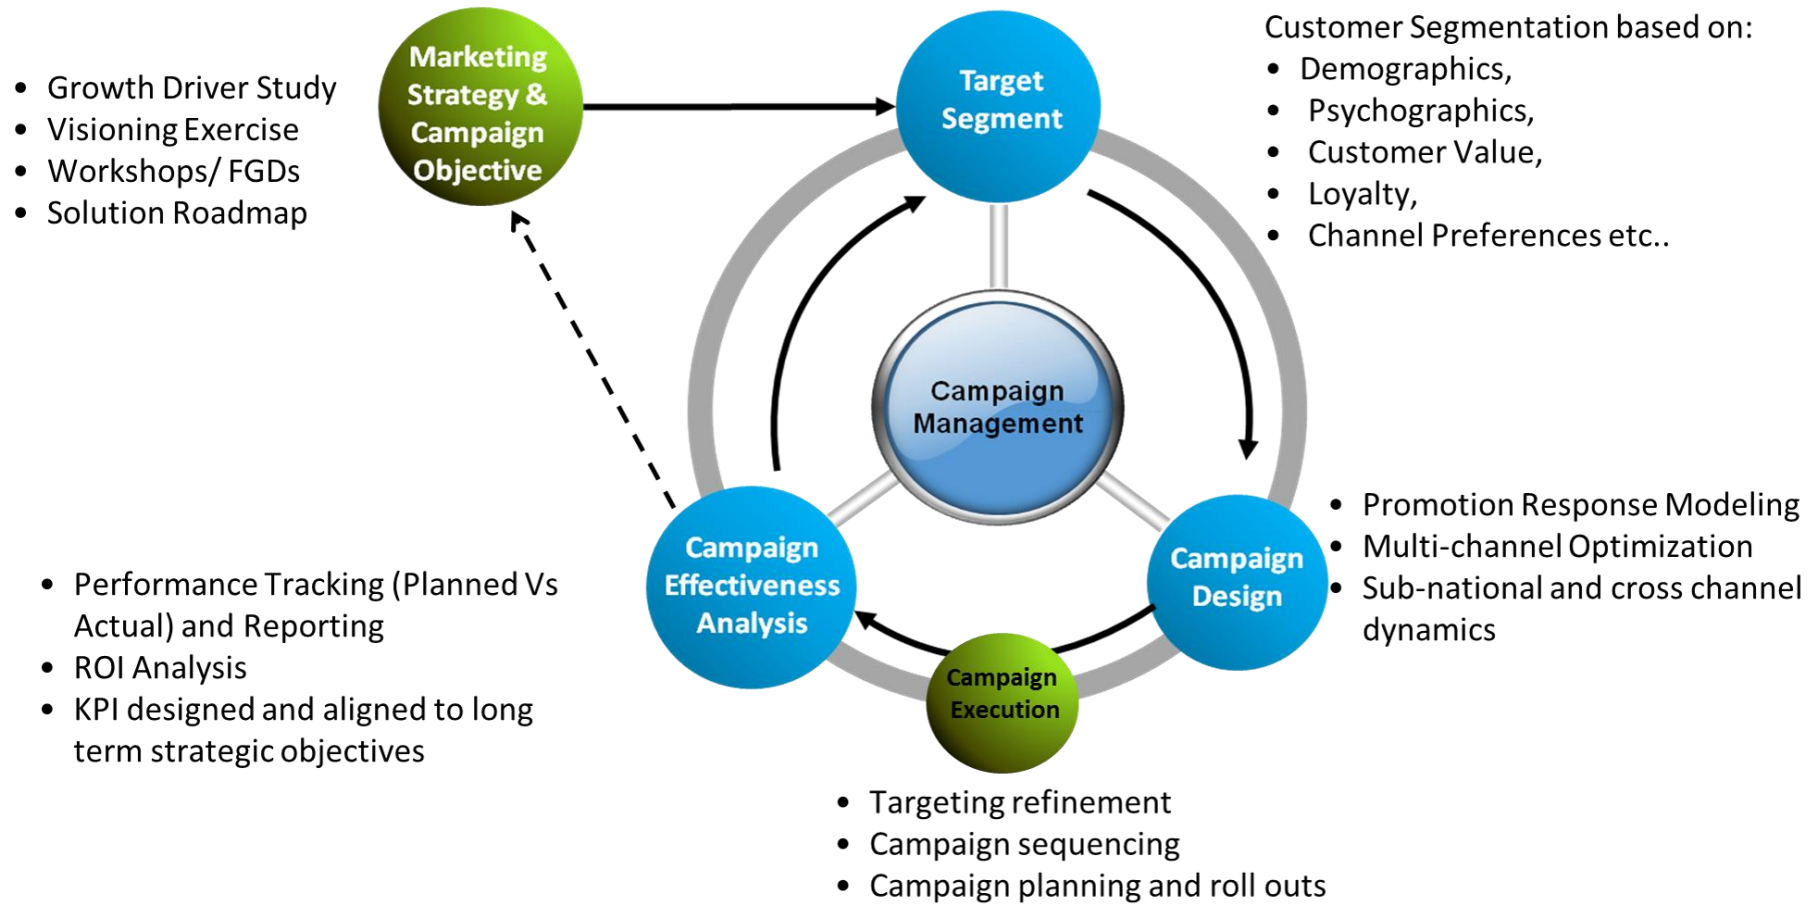 Marketing
Strategy &
Campaign
Objective
• Growth Driver Study
• Visioning Exercise
• Workshops/ FGDs
• Solution Roadmap
Target
Segment
Customer Segmentation based on:
• Demographics,
• Psychographics,
• Customer Value,
• Loyalty,
• Channel Preferences etc..
Campaign
Management
Campaign
Design
• Promotion Response Modeling
• Multi-channel Optimization
• Sub-national and cross channel
dynamics
Campaign
Effectiveness
Analysis
• Performance Tracking (Planned Vs
Actual) and Reporting
• ROI Analysis
• KPI designed and aligned to long
term strategic objectives
Campaign
Execution
• Targeting refinement
• Campaign sequencing
• Campaign planning and roll outs